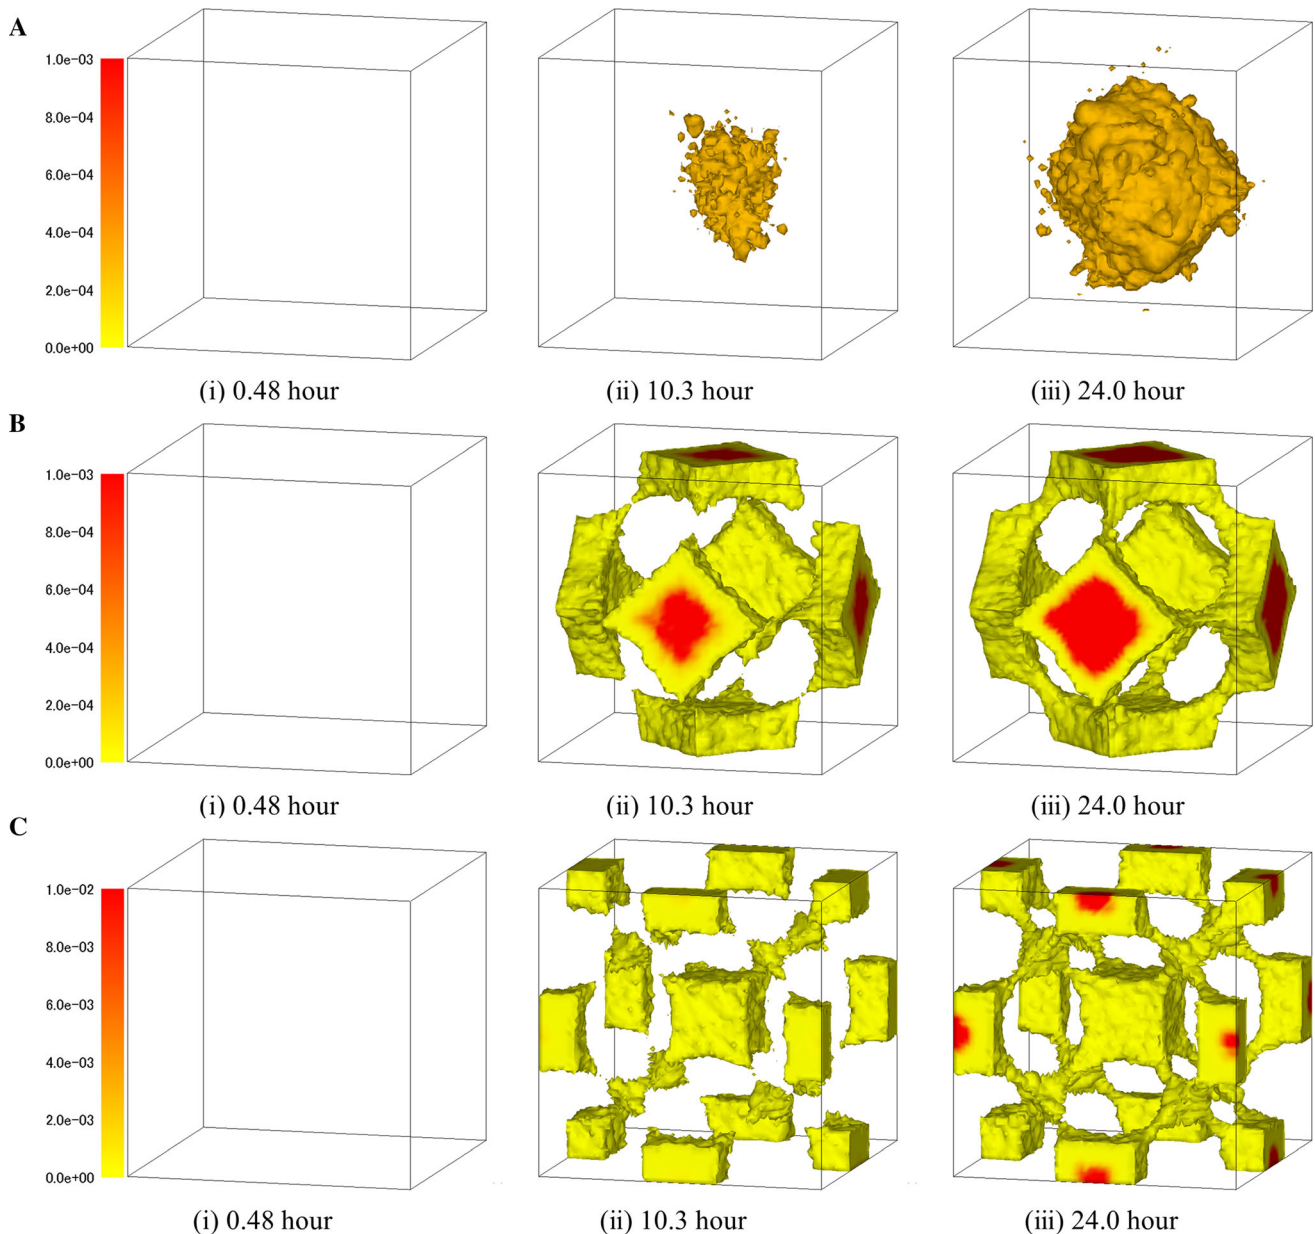 A
1.0e-03
8.0e-04
6.0e-04
4.0e-04
2.0e-04
0.0e+00
(i) 0.48 hour
(ii) 10.3 hour
(iii) 24.0 hour
B
1.0e-03
8.0e-04
6.0e-04
4.0e-04
2.0e-04
0.0e+00
(i) 0.48 hour
(ii) 10.3 hour
(iii) 24.0 hour
C
1.0e-02
8.0e-03
6.0e-03
4.0e-03
2.0e-03
0.0e+00
(i) 0.48 hour
(ii) 10.3 hour
(iii) 24.0 hour